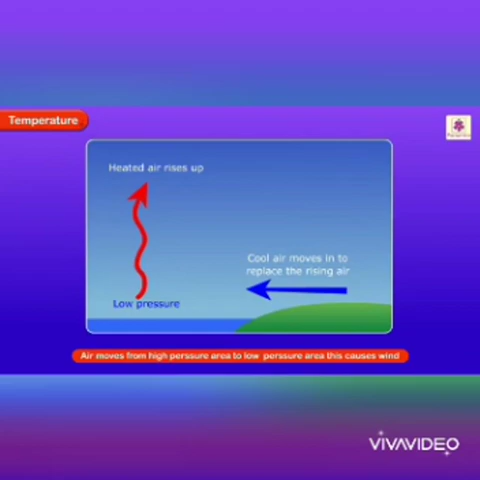 Temperature
Heated air rises up
Cool air moves in to
replace the rising air
Low pressure
Air moves from high perssure area to low perssure area this causes wind
VIVAVIDEO